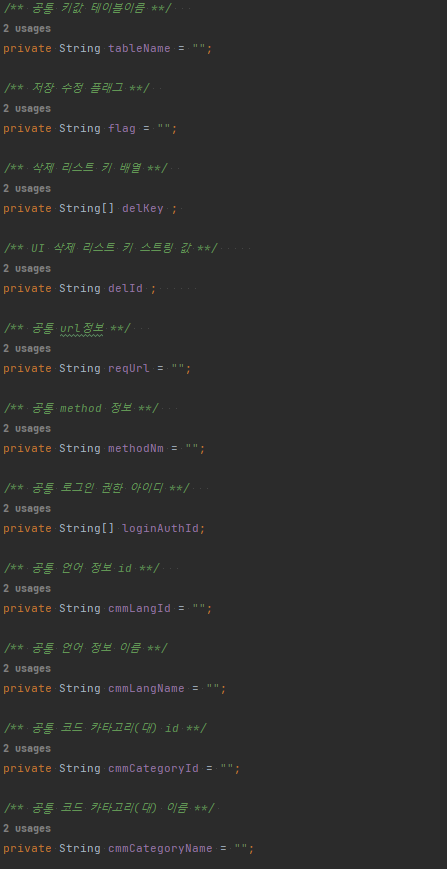 /** 공통 키값 테이블이름 **/
2 usages
private String tableName = "";
/** 저장 수정 플래그 **/
2 usages
private String flag = "";
/** 삭제 리스트 키 배열 **/
2 usages
private String[] delKey ;
/** UI 삭제 리스트 키 스트링 값 **/
2 usages
private String delId ;
/** 공통 url정보 **/
2 usages
private String reqUrl = "";
/** 공통 method 정보 **/
2 usages
private String methodNm = "";
/** 공통 로그인 권한 아이디 **/
2 usages
private String[] loginAuthId;
/** 공통 언어 정보 id **/
2 usages
private String cmmLangId = "";
/** 공통 언어 정보 이름 **/
2 usages
private String cmmLangName = "";
/** 공통 코드 카타고리(대) id **/
2 usages
private String cmmCategoryId = "";
/** 공통 코드 카타고리(대) 이름 **/
2 usages
private String cmmCategoryName = "";